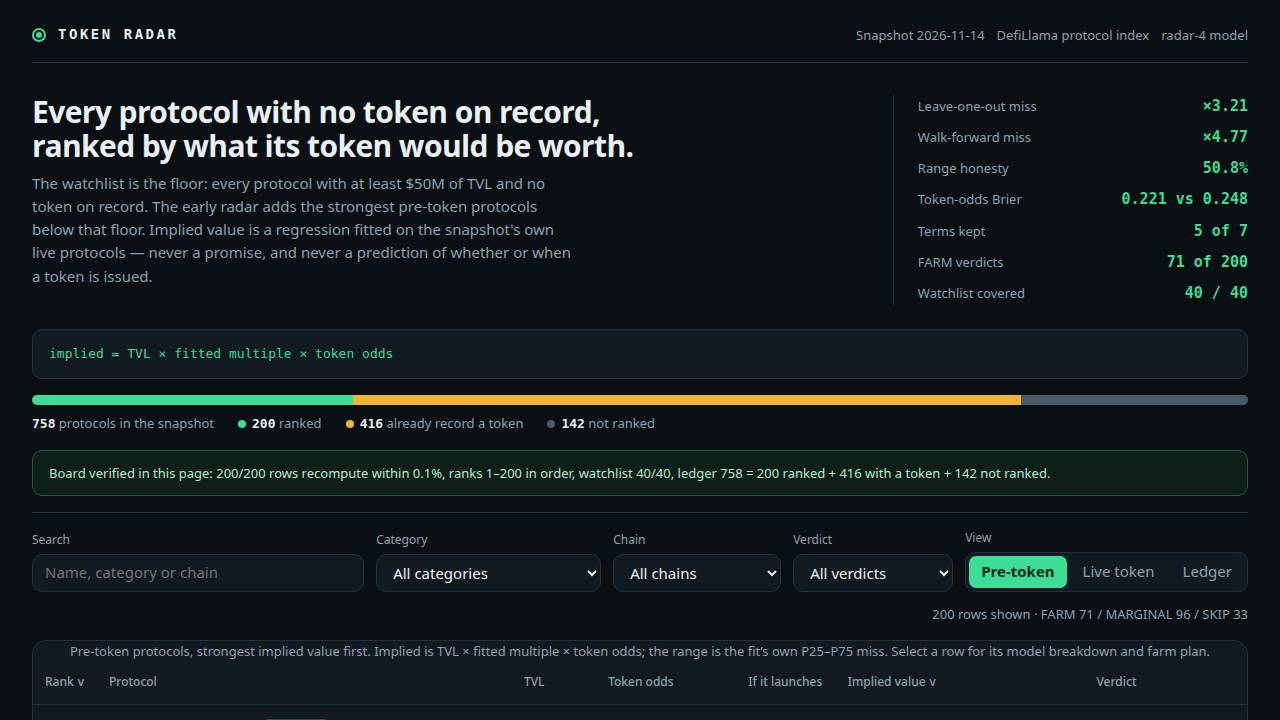 TOKEN RADAR
Snapshot 2026-11-14 DefiLlama protocol index radar-4 model
Every protocol with no token on record,
ranked by what its token would be worth.
The watchlist is the floor: every protocol with at least $50M of TVL and no
token on record. The early radar adds the strongest pre-token protocols
below that floor. Implied value is a regression fitted on the snapshot's own
live protocols — never a promise, and never a prediction of whether or when
a token is issued.
Leave-one-out miss ×3.21
Walk-forward miss ×4.77
Range honesty 50.8%
Token-odds Brier 0.221 vs 0.248
Terms kept 5 of 7
FARM verdicts 71 of 200
Watchlist covered 40 / 40
implied = TVL × fitted multiple × token odds
758 protocols in the snapshot 200 ranked 416 already record a token 142 not ranked
Board verified in this page: 200/200 rows recompute within 0.1%, ranks 1–200 in order, watchlist 40/40, ledger 758 = 200 ranked + 416 with a token + 142 not ranked.
Search Category Chain Verdict View
Name, category or chain All categories All chains All verdicts Pre-token Live token Ledger
200 rows shown · FARM 71 / MARGINAL 96 / SKIP 33
Pre-token protocols, strongest implied value first. Implied is TVL × fitted multiple × token odds; the range is the fit's own P25–P75 miss. Select a row for its model breakdown and farm plan.
Rank v Protocol TVL Token odds If it launches Implied value v Verdict